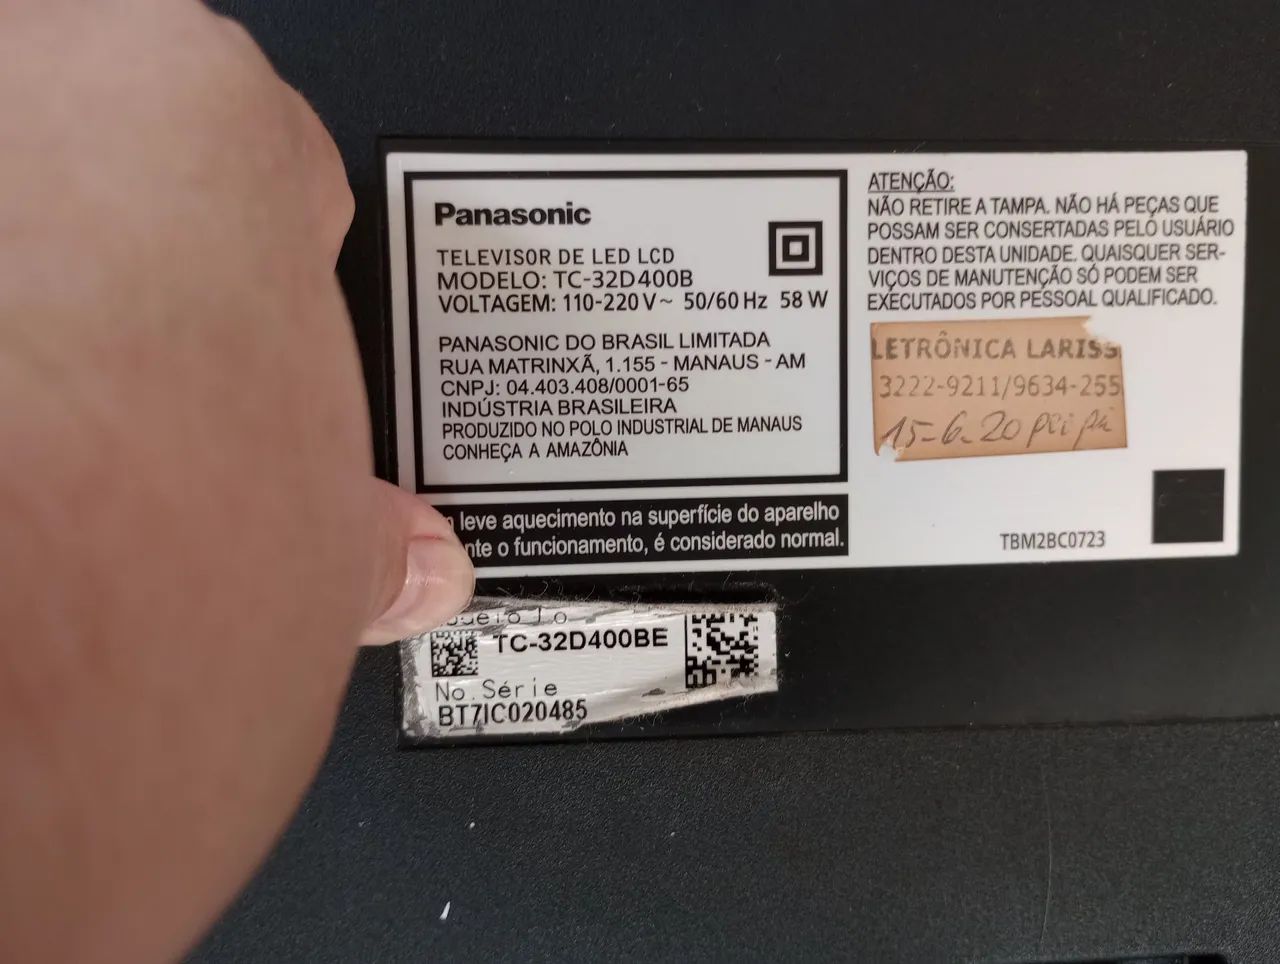 Panasonic
TELEVISOR DE LED LCD
MODELO: TC-32D400B
VOLTAGEM: 110-220 V~ 50/60 Hz 58 W
PANASONIC DO BRASIL LIMITADA
RUA MATRINXÃ, 1.155 - MANAUS - AM
CNPJ: 04.403.408/0001-65
INDÚSTRIA BRASILEIRA
PRODUZIDO NO POLO INDUSTRIAL DE MANAUS
CONHEÇA A AMAZÔNIA
leve aquecimento na superfície do aparelho
nte o funcionamento, é considerado normal.
ATENÇÃO:
NÃO RETIRE A TAMPA. NÃO HÁ PEÇAS QUE
POSSAM SER CONSERTADAS PELO USUÁRIO
DENTRO DESTA UNIDADE. QUAISQUER SER-
VIÇOS DE MANUTENÇÃO SÓ PODEM SER
EXECUTADOS POR PESSOAL QUALIFICADO.
LETRÔNICA LARISS
3222-9211/9634-255
15-6-20
TBM2BC0723
TC-32D400BE
No.Série
BT7IC020485